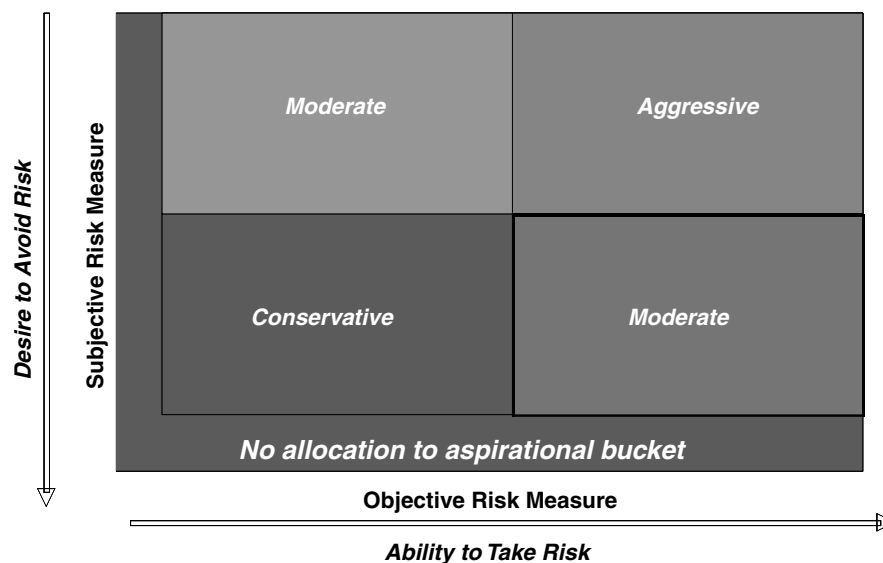 Desire to Avoid Risk
Subjective Risk Measure
Moderate
Aggressive
Conservative
Moderate
No allocation to aspirational bucket
Objective Risk Measure
Ability to Take Risk